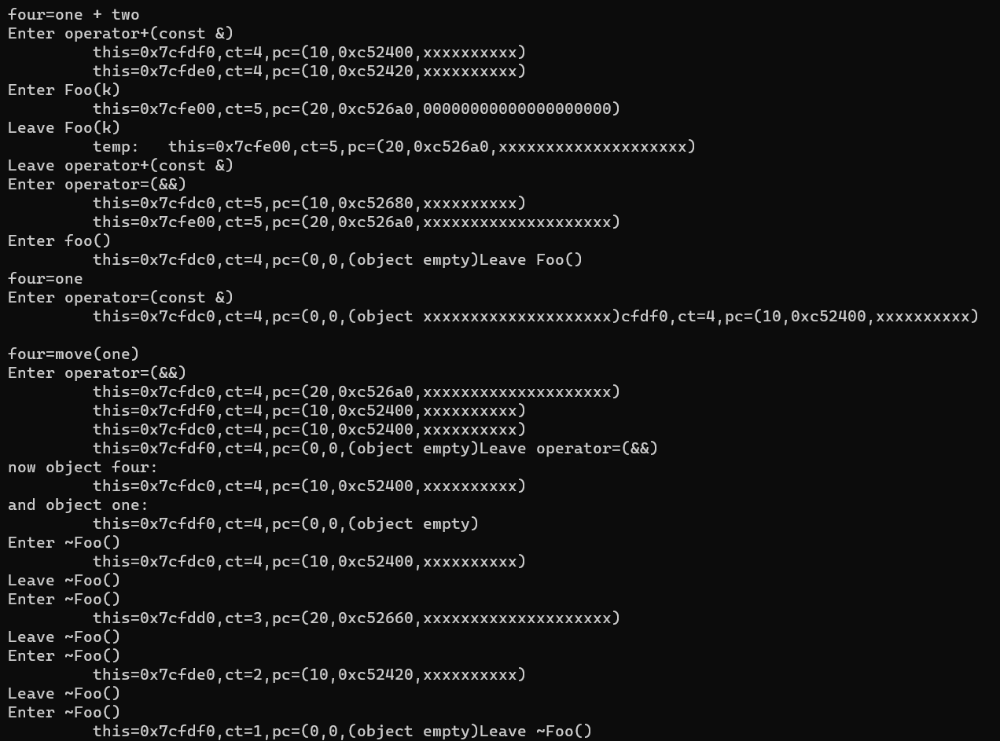 four=one + two
Enter operator+(const &)
this=0x7cfdf0,ct=4,pc=(10,0xc52400,xxxxxxxxxx)
this=0x7cfde0,ct=4,pc=(10,0xc52420,xxxxxxxxxx)
Enter Foo(k)
this=0x7cfe00,ct=5,pc=(20,0xc526a0,00000000000000000000)
Leave Foo(k)
temp:   this=0x7cfe00,ct=5,pc=(20,0xc526a0,xxxxxxxxxxxxxxxxxxxx)
Leave operator+(const &)
Enter operator=(&&)
this=0x7cfdc0,ct=5,pc=(10,0xc52680,xxxxxxxxxx)
this=0x7cfe00,ct=5,pc=(20,0xc526a0,xxxxxxxxxxxxxxxxxxxx)
Enter foo()
this=0x7cfdc0,ct=4,pc=(0,0,(object empty)Leave Foo()
four=one
Enter operator=(const &)
this=0x7cfdc0,ct=4,pc=(0,0,(object xxxxxxxxxxxxxxxxxxxx)cfdf0,ct=4,pc=(10,0xc52400,xxxxxxxxxx)
four=move(one)
Enter operator=(&&)
this=0x7cfdc0,ct=4,pc=(20,0xc526a0,xxxxxxxxxxxxxxxxxxxx)
this=0x7cfdf0,ct=4,pc=(10,0xc52400,xxxxxxxxxx)
this=0x7cfdc0,ct=4,pc=(10,0xc52400,xxxxxxxxxx)
this=0x7cfdf0,ct=4,pc=(0,0,(object empty)Leave operator=(&&)
now object four:
this=0x7cfdc0,ct=4,pc=(10,0xc52400,xxxxxxxxxx)
and object one:
this=0x7cfdf0,ct=4,pc=(0,0,(object empty)
Enter ~Foo()
this=0x7cfdc0,ct=4,pc=(10,0xc52400,xxxxxxxxxx)
Leave ~Foo()
Enter ~Foo()
this=0x7cfdd0,ct=3,pc=(20,0xc52660,xxxxxxxxxxxxxxxxxxxx)
Leave ~Foo()
Enter ~Foo()
this=0x7cfde0,ct=2,pc=(10,0xc52420,xxxxxxxxxx)
Leave ~Foo()
Enter ~Foo()
this=0x7cfdf0,ct=1,pc=(0,0,(object empty)Leave ~Foo()